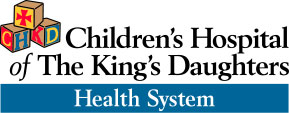 CHKD
Children's Hospital
of The King's Daughters
Health System